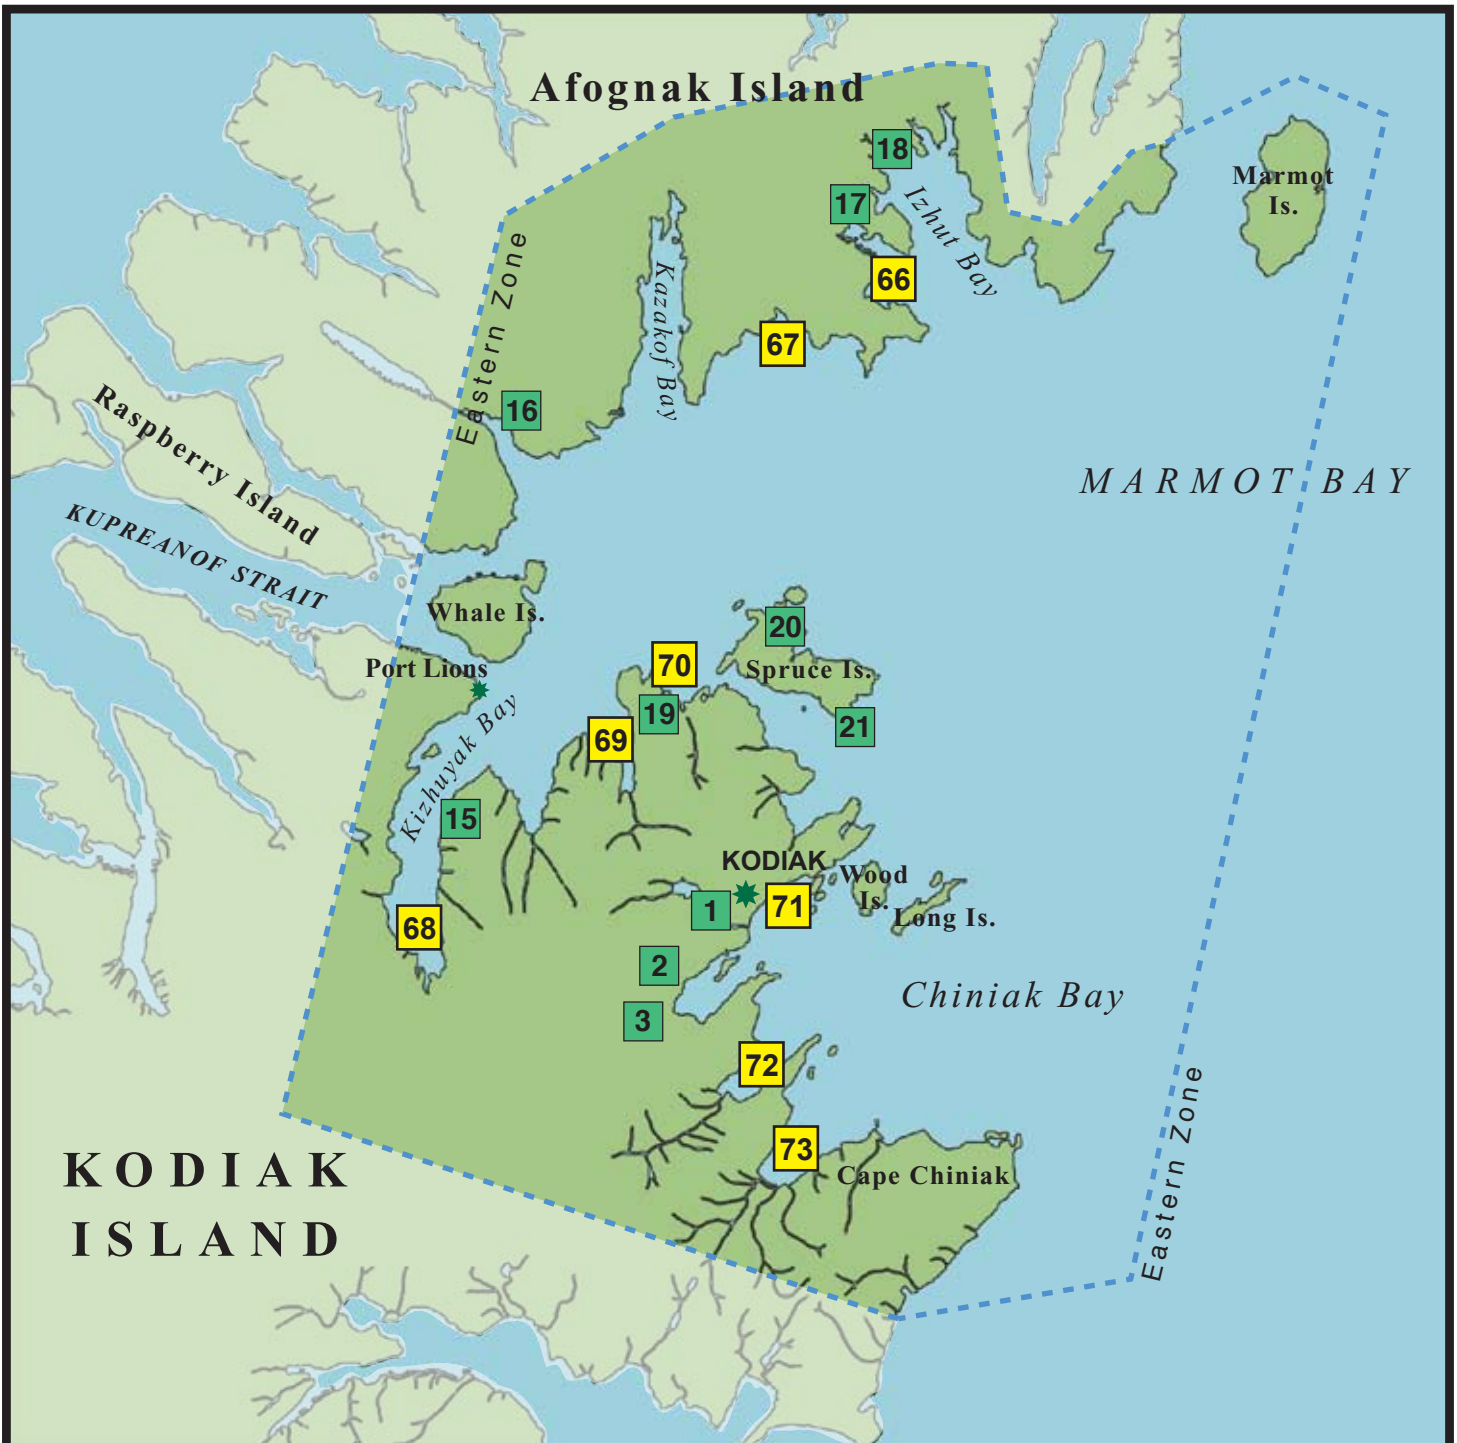 Afognak Island
18
Marmot
Is.
17
Izhut Bay
66
Eastern Zone
Kazakof Bay
67
16
Raspberry Island
MARMOT BAY
KUPREANOF STRAIT
Whale Is.
20
Port Lions
70
Spruce Is.
19
21
69
Kizhuyak Bay
15
KODIAK
Wood
Is.
1
71
Long Is.
68
2
Chiniak Bay
3
72
73
Cape Chiniak
Eastern Zone
KODIAK
ISLAND